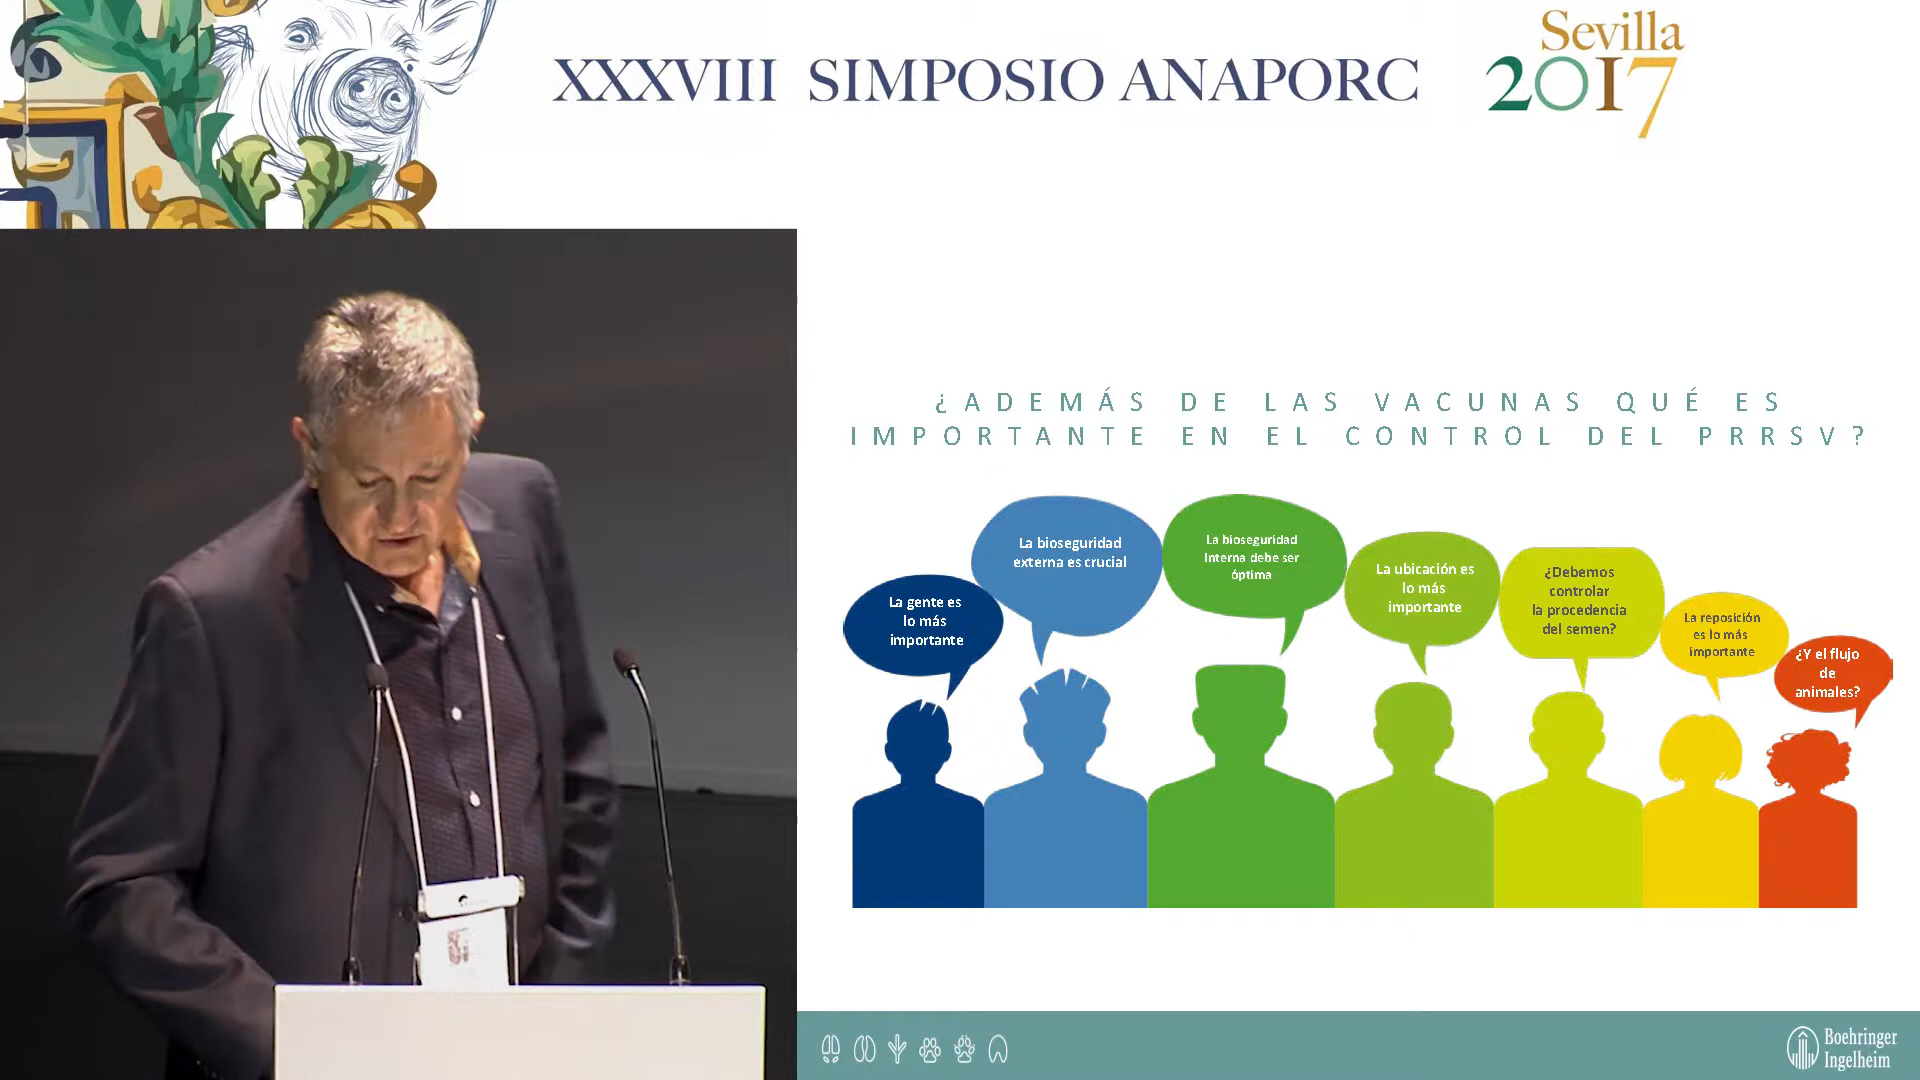 XXXVIII SIMPOSIO ANAPORC
Sevilla
2017
¿ADEMÁS DE LAS VACUNAS QUÉ ES
IMPORTANTE EN EL CONTROL DEL PRRSV?
La gente es
lo más
importante
La bioseguridad
externa es crucial
La bioseguridad
Interna debe ser
óptima
La ubicación es
lo más
importante
¿Debemos
controlar
la procedencia
del semen?
La reposición
es lo más
importante
¿Y el flujo
de
animales?
Boehringer
Ingelheim